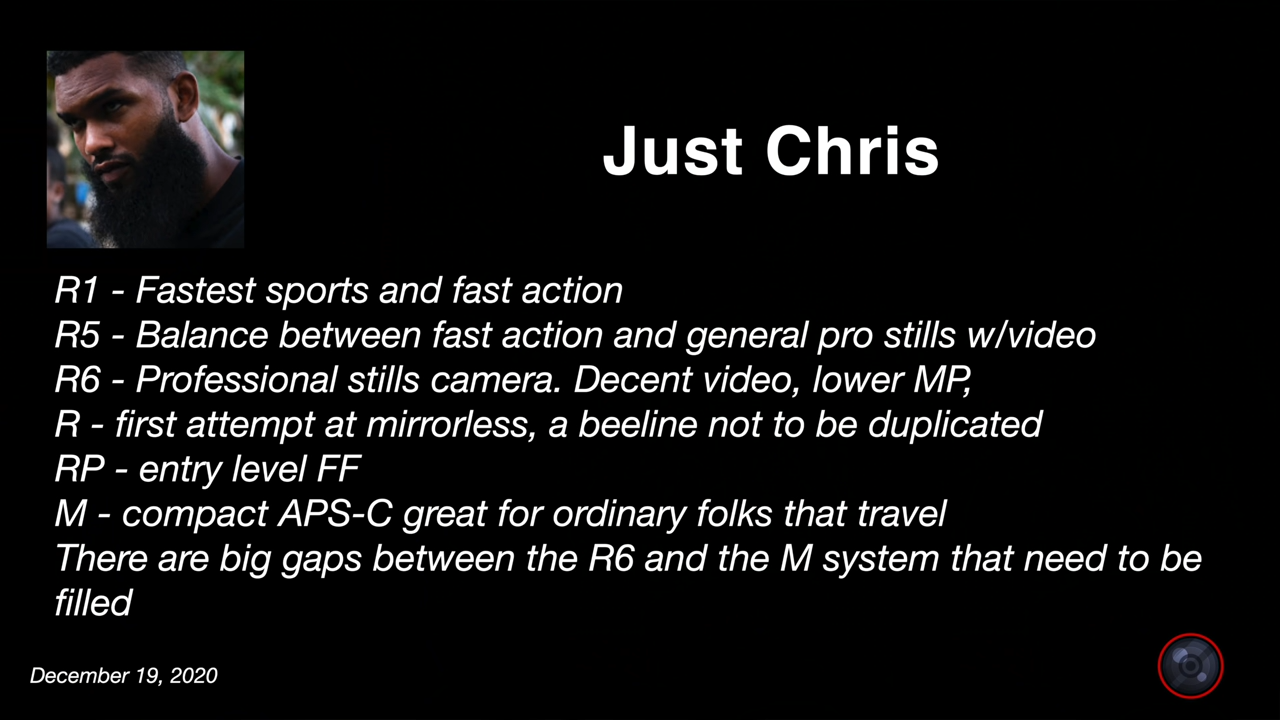 Just Chris
R1 - Fastest sports and fast action
R5 - Balance between fast action and general pro stills w/video
R6 - Professional stills camera. Decent video, lower MP,
R - first attempt at mirrorless, a beeline not to be duplicated
RP - entry level FF
M - compact APS-C great for ordinary folks that travel
There are big gaps between the R6 and the M system that need to be
filled
December 19, 2020